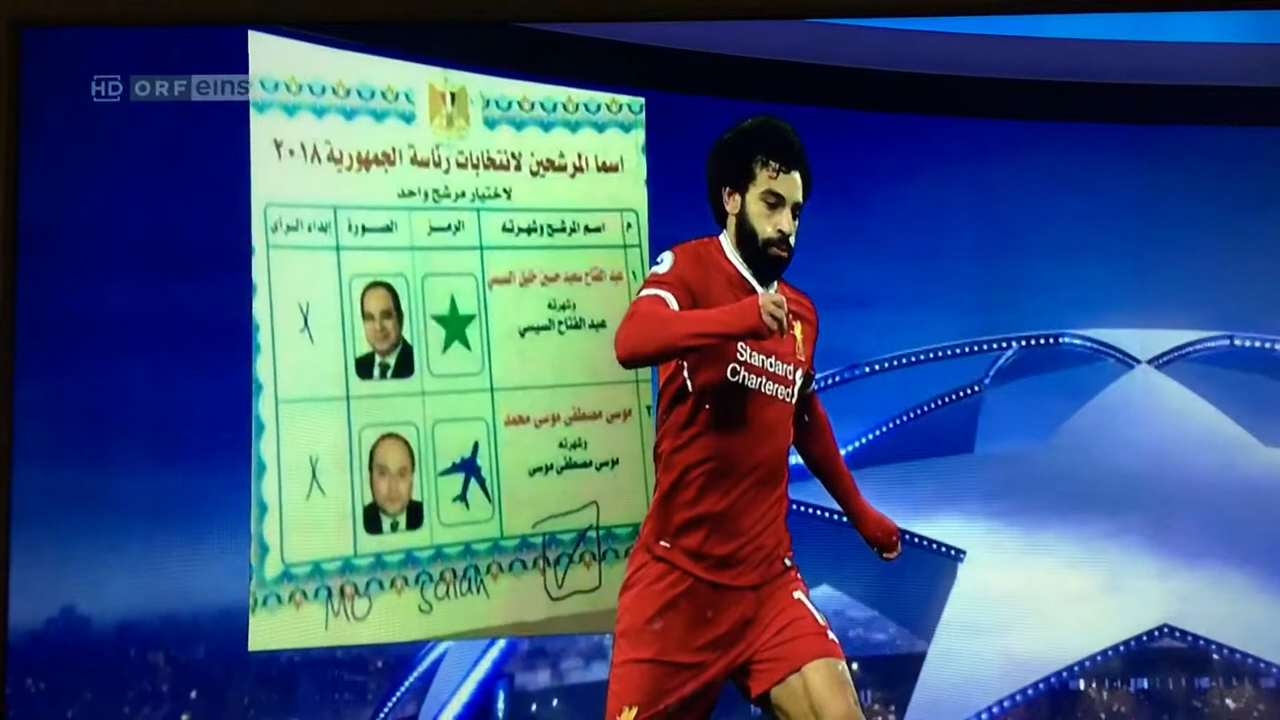 HD ORF eins
اسما المرشحين لانتخابات رئاسة الجمهورية ٢٠١٨
لاختيار مرشح واحد
م اسم المرشح وشهرته الرمز الصورة إبداء الرأى
١ عبد الفتاح سعيد حسين خليل السيسي
وشهرته
عبد الفتاح السيسي
X
٢ موسى مصطفى موسى محمد
وشهرته
موسى مصطفى موسى
X
Mo Salah ✓
Standard
Chartered
1